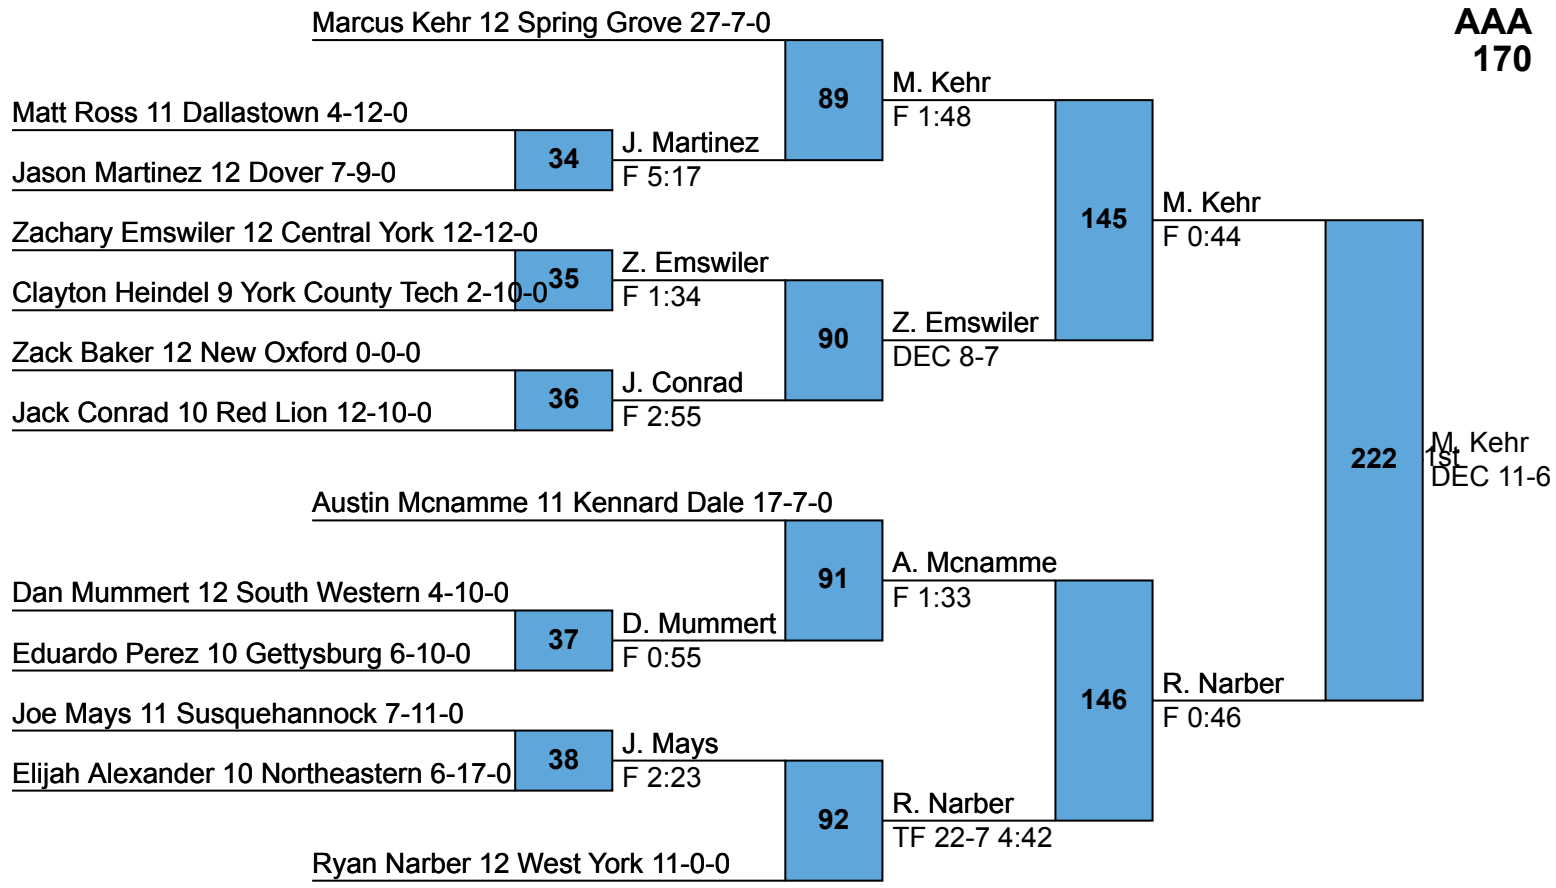 Marcus Kehr 12 Spring Grove 27-7-0
AAA
170
89
M. Kehr
F 1:48
Matt Ross 11 Dallastown 4-12-0
34
J. Martinez
F 5:17
Jason Martinez 12 Dover 7-9-0
145
M. Kehr
F 0:44
Zachary Emswiler 12 Central York 12-12-0
35
Z. Emswiler
F 1:34
Clayton Heindel 9 York County Tech 2-10-0
90
Z. Emswiler
DEC 8-7
Zack Baker 12 New Oxford 0-0-0
36
J. Conrad
F 2:55
Jack Conrad 10 Red Lion 12-10-0
222
M. Kehr
1st
DEC 11-6
Austin Mcnamme 11 Kennard Dale 17-7-0
91
A. Mcnamme
F 1:33
Dan Mummert 12 South Western 4-10-0
37
D. Mummert
F 0:55
Eduardo Perez 10 Gettysburg 6-10-0
146
R. Narber
F 0:46
Joe Mays 11 Susquehannock 7-11-0
38
J. Mays
F 2:23
Elijah Alexander 10 Northeastern 6-17-0
92
R. Narber
TF 22-7 4:42
Ryan Narber 12 West York 11-0-0